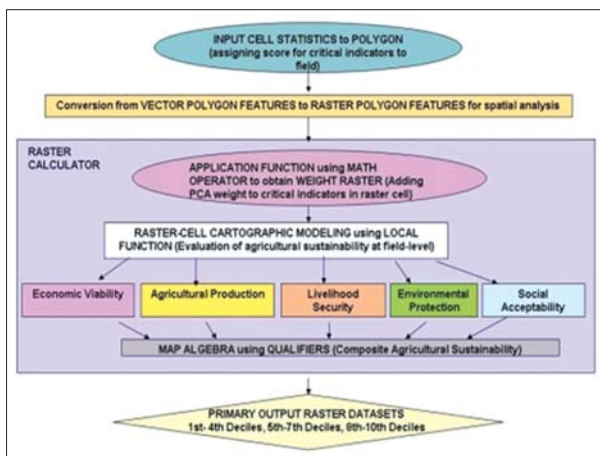 INPUT CELL STATISTICS to POLYGON
(assigning score for critical indicators to
field)
Conversion from VECTOR POLYGON FEATURES to RASTER POLYGON FEATURES for spatial analysis
RASTER
CALCULATOR
APPLICATION FUNCTION using MATH
OPERATOR to obtain WEIGHT RASTER (Adding
PCA weight to critical indicators in raster cell)
RASTER-CELL CARTOGRAPHIC MODELING using LOCAL
FUNCTION (Evaluation of agricultural sustainability at field-level)
Economic Viability
Agricultural Production
Livelihood
Security
Environmental
Protection
Social
Acceptability
MAP ALGEBRA using QUALIFIERS (Composite Agricultural Sustainability)
PRIMARY OUTPUT RASTER DATASETS
1st- 4th Deciles, 5th-7th Deciles, 8th-10th Deciles